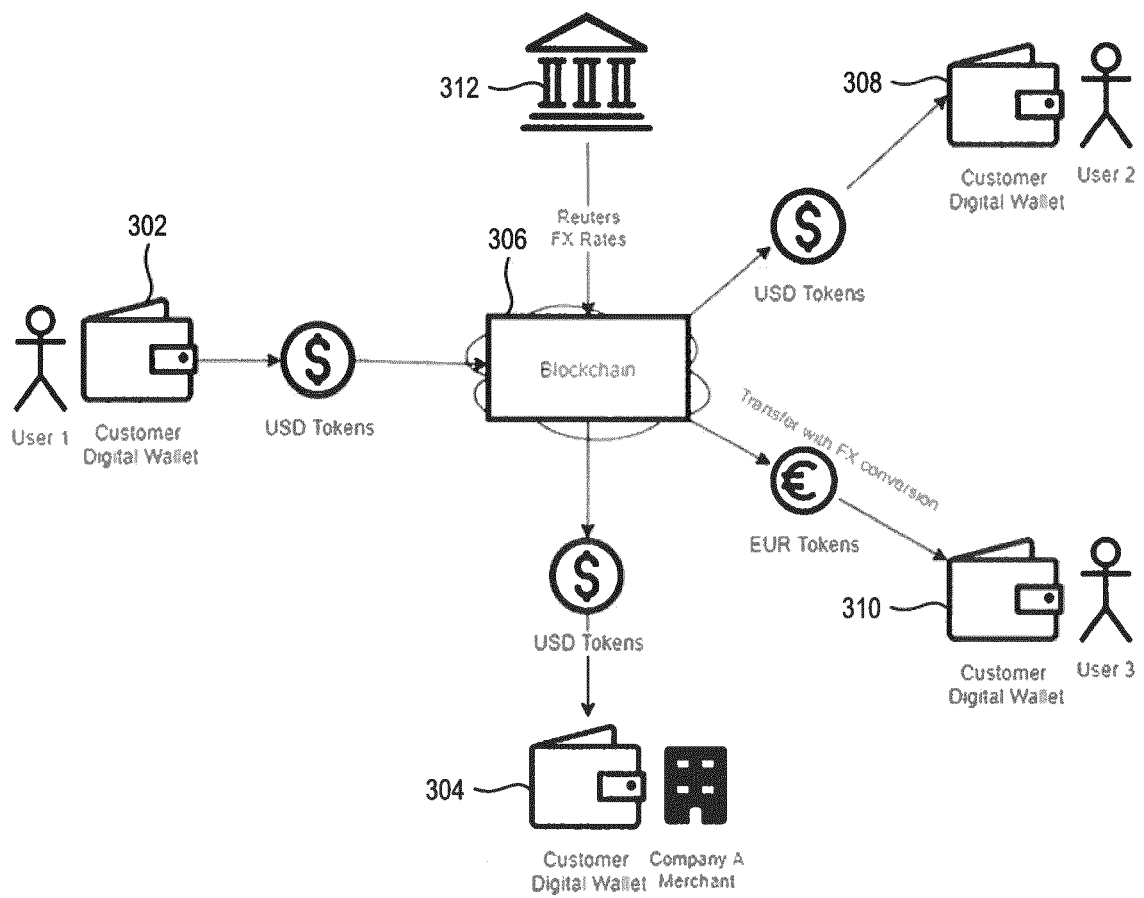 312
308
Customer
Digital Wallet
User 2
302
Reuters
FX Rates
306
USD Tokens
Blockchain
User 1
Customer
Digital Wallet
USD Tokens
Transfer with FX conversion
EUR Tokens
310
Customer
Digital Wallet
User 3
USD Tokens
304
Customer
Digital Wallet
Company A
Merchant